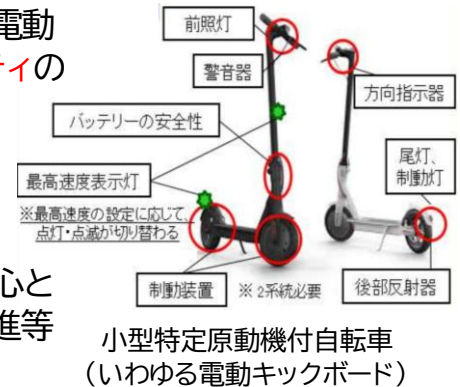 電動
ティの
前照灯
警音器
方向指示器
バッテリーの安全性
尾灯、
制動灯
最高速度表示灯
※最高速度の設定に応じて、
点灯・点滅が切り替わる
心と
進等
制動装置 ※ 2系統必要
後部反射器
小型特定原動機付自転車
（いわゆる電動キックボード）